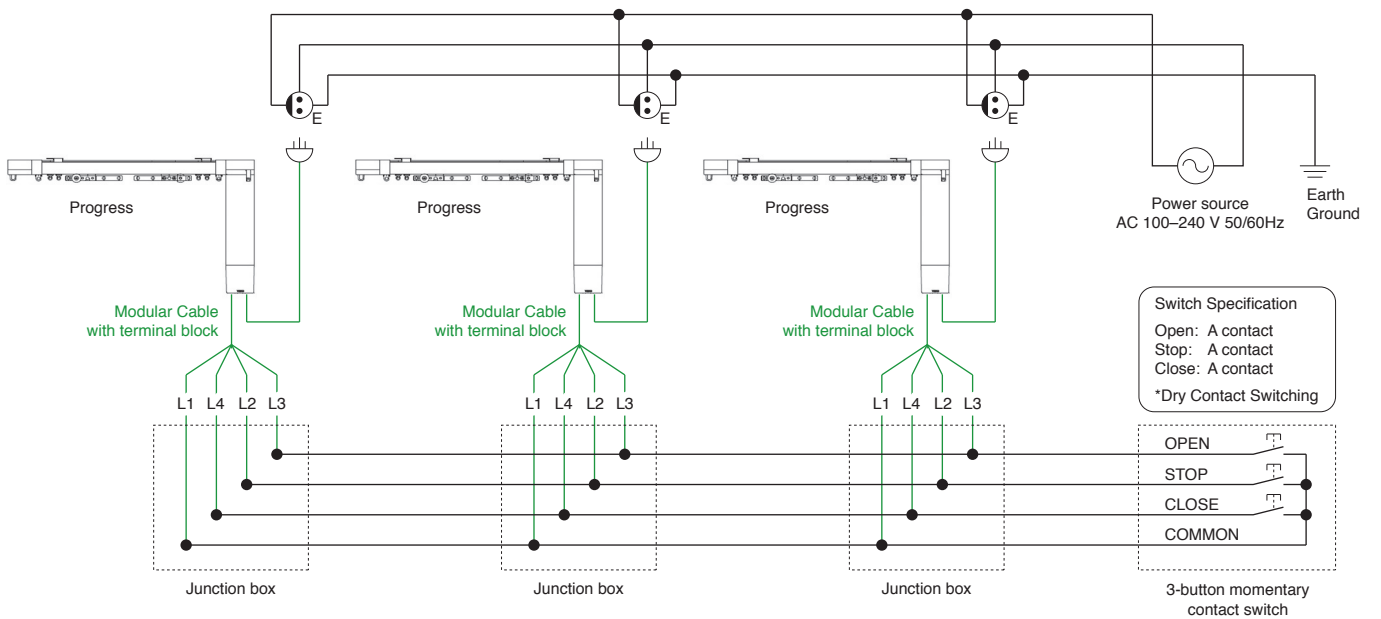 E
E
E
Progress
Progress
Progress
Power source
AC 100–240 V 50/60Hz
Earth
Ground
Modular Cable
with terminal block
Modular Cable
with terminal block
Modular Cable
with terminal block
Switch Specification
Open: A contact
Stop: A contact
Close: A contact
*Dry Contact Switching
L1 L4 L2 L3
L1 L4 L2 L3
L1 L4 L2 L3
OPEN
STOP
CLOSE
COMMON
Junction box
Junction box
Junction box
3-button momentary
contact switch